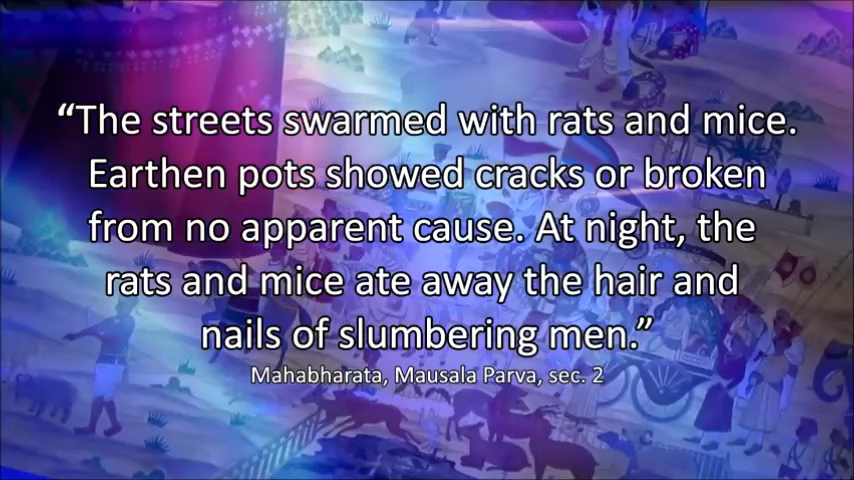 “The streets swarmed with rats and mice.
Earthen pots showed cracks or broken
from no apparent cause. At night, the
rats and mice ate away the hair and
nails of slumbering men.”
Mahabharata, Mausala Parva, sec. 2